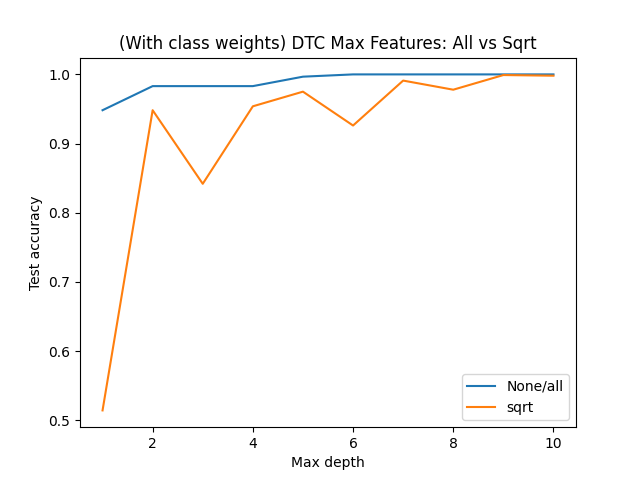 (With class weights) DTC Max Features: All vs Sqrt
1.0
0.9
0.8
0.7
0.6
0.5
Test accuracy
None/all
sqrt
2 4 6 8 10
Max depth